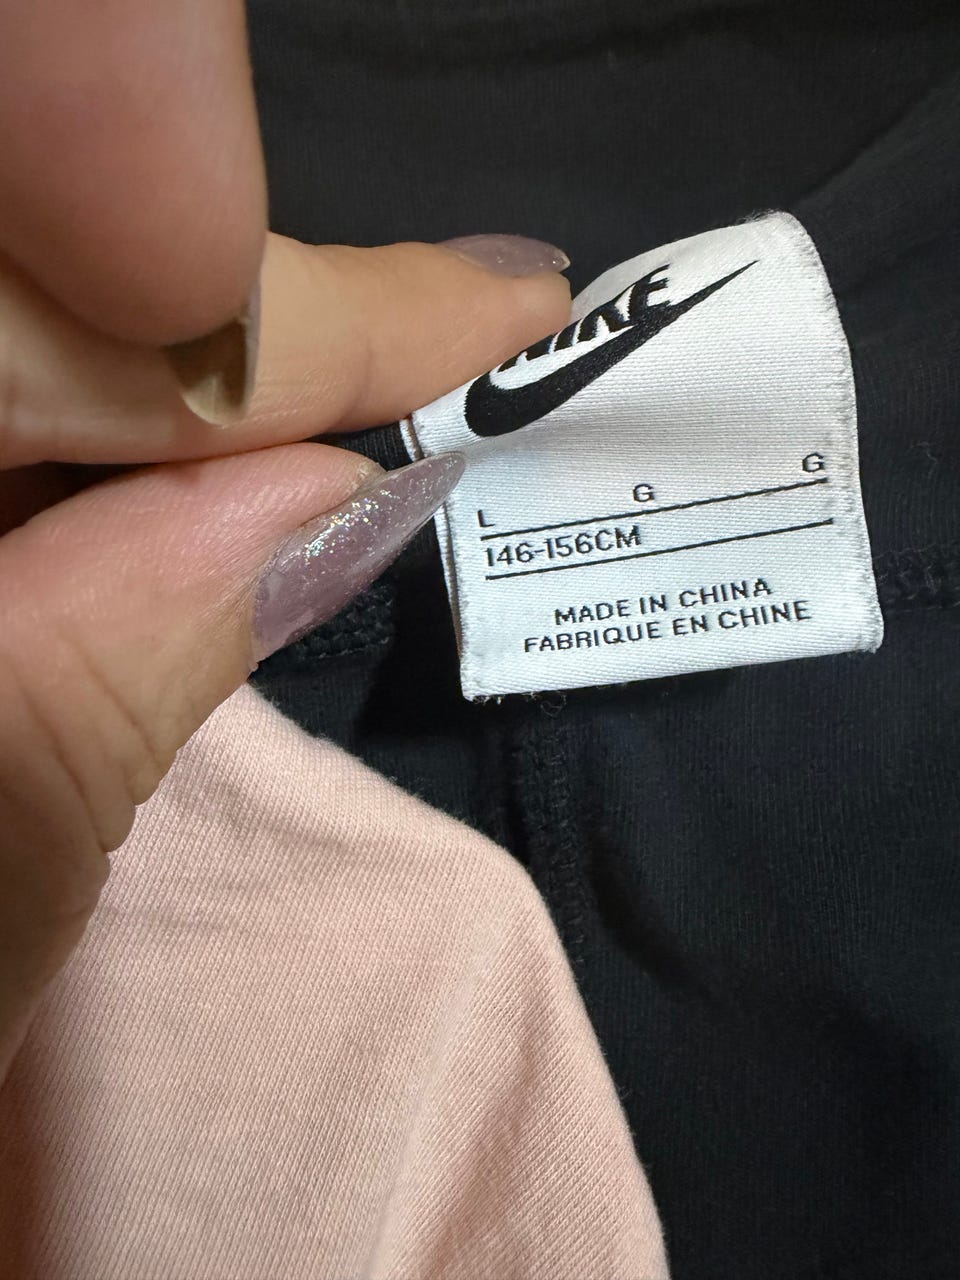 NIKE
L G G
146-156CM
MADE IN CHINA
FABRIQUE EN CHINE